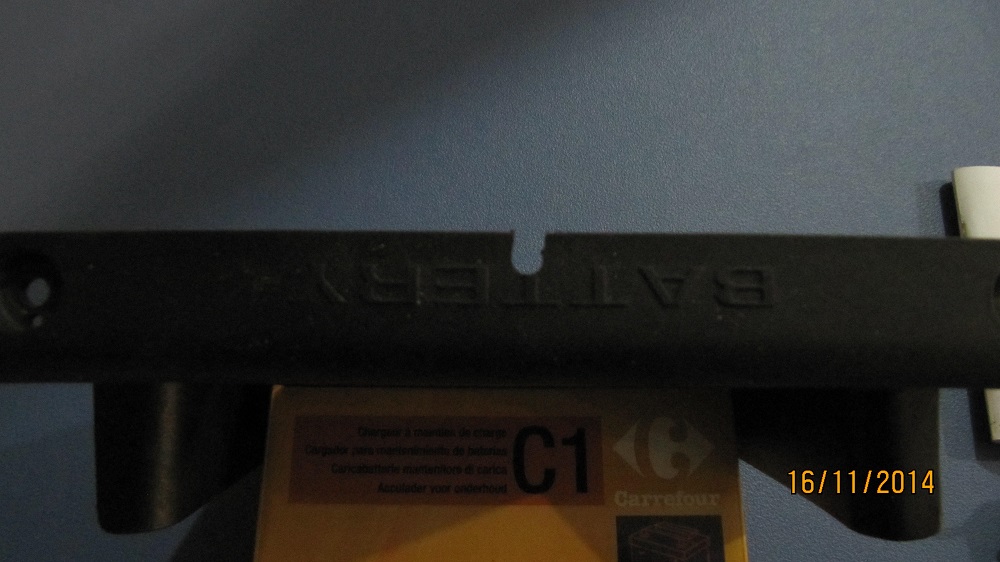 BATTERY
Chargeur à maintien de charge
Cargador para mantenimiento de baterías
Caricabatterie mantenitore di carica
Acculader voor onderhoud
C1
Carrefour
16/11/2014